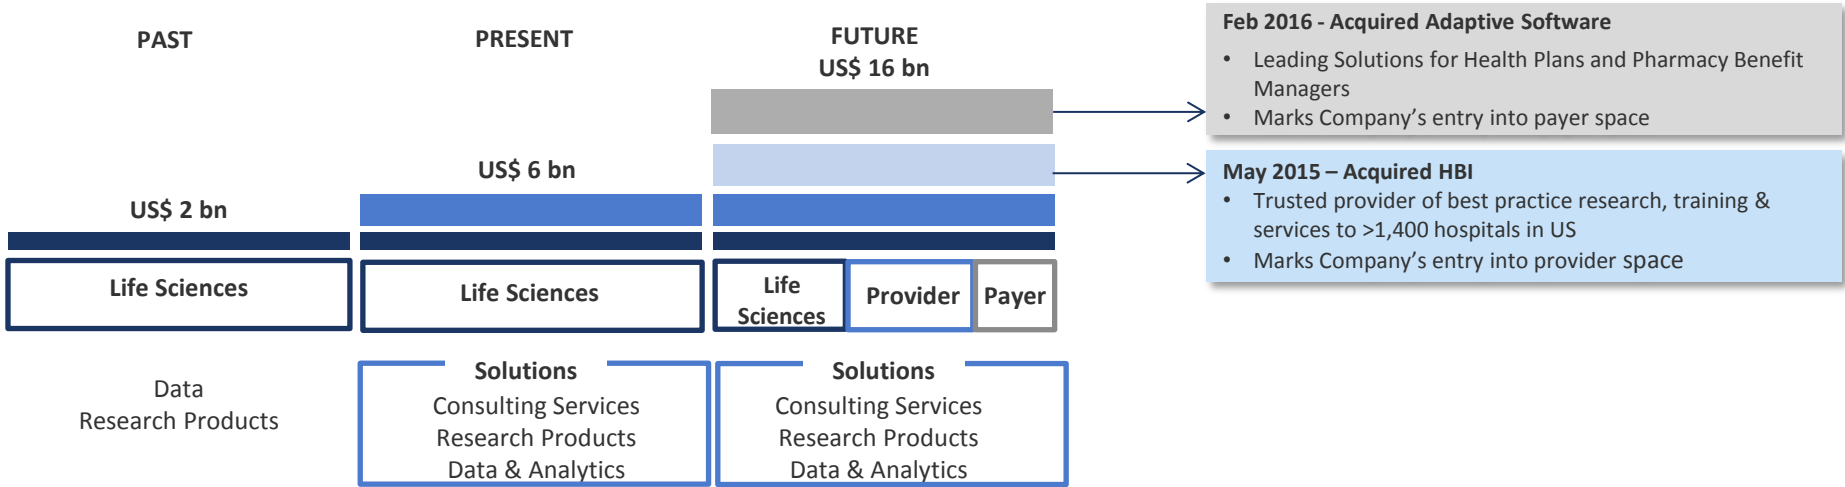 PAST
PRESENT
FUTURE
US$ 16 bn
US$ 6 bn
US$ 2 bn
Life Sciences
Life Sciences
Life
Sciences
Provider
Payer
Data
Research Products
Solutions
Consulting Services
Research Products
Data & Analytics
Solutions
Consulting Services
Research Products
Data & Analytics
Feb 2016 - Acquired Adaptive Software
• Leading Solutions for Health Plans and Pharmacy Benefit
Managers
• Marks Company’s entry into payer space
May 2015 – Acquired HBI
• Trusted provider of best practice research, training &
services to >1,400 hospitals in US
• Marks Company’s entry into provider space